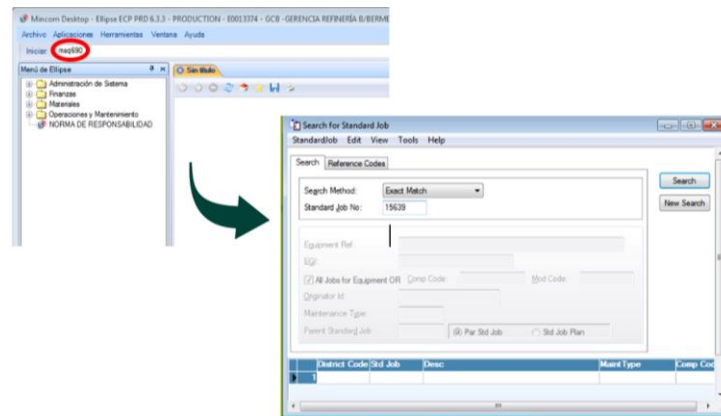 Mincom Desktop - Ellipse ECP PRD 6.3.3 - PRODUCTION - E0013374 - GCB -GERENCIA REFINERÍA B/BERME
Archivo Aplicaciones Herramientas Ventana Ayuda
Iniciar: msq690
Menú de Ellipse
Sin título
Administración de Sistema
Finanzas
Materiales
Operaciones y Mantenimiento
NORMA DE RESPONSABILIDAD
Search for Standard Job
StandardJob Edit View Tools Help
Search Reference Codes
Search Method: Exact Match
Search
Standard Job No: 15639
New Search
Equipment Ref:
EGI:
All Jobs for Equipment OR Comp Code: Mod Code:
Originator Id:
Maintenance Type:
Parent Standard Job: Par Std Job Std Job Plan
District Code Std Job Desc Maint Type Comp Cod
1